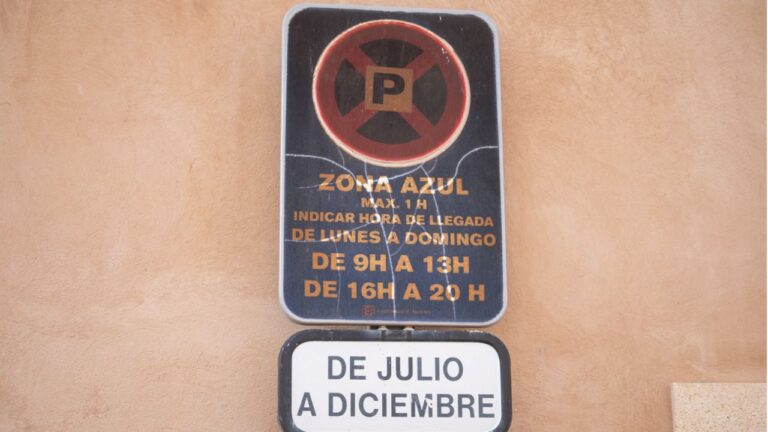 P
ZONA AZUL
MAX. 1 H
INDICAR HORA DE LLEGADA
DE LUNES A DOMINGO
DE 9H A 13H
DE 16H A 20 H
DE JULIO
A DICIEMBRE